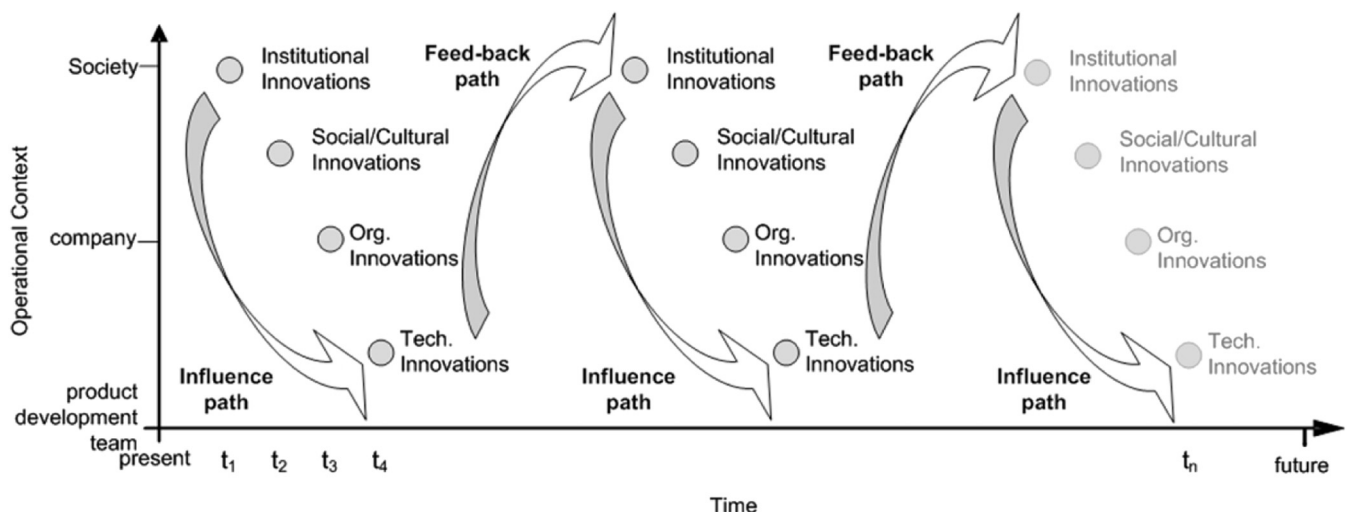 Operational Context
Society
company
product
development
team
Institutional
Innovations
Social/Cultural
Innovations
Org.
Innovations
Tech.
Innovations
Influence
path
Feed-back
path
Institutional
Innovations
Social/Cultural
Innovations
Org.
Innovations
Tech.
Innovations
Influence
path
Feed-back
path
Institutional
Innovations
Social/Cultural
Innovations
Org.
Innovations
Tech.
Innovations
Influence
path
present t₁ t₂ t₃ t₄ tₙ future
Time